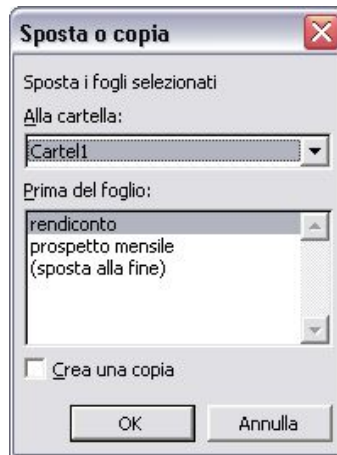 Sposta o copia
Sposta i fogli selezionati
Alla cartella:
Cartel1
Prima del foglio:
rendiconto
prospetto mensile
(sposta alla fine)
Crea una copia
OK
Annulla